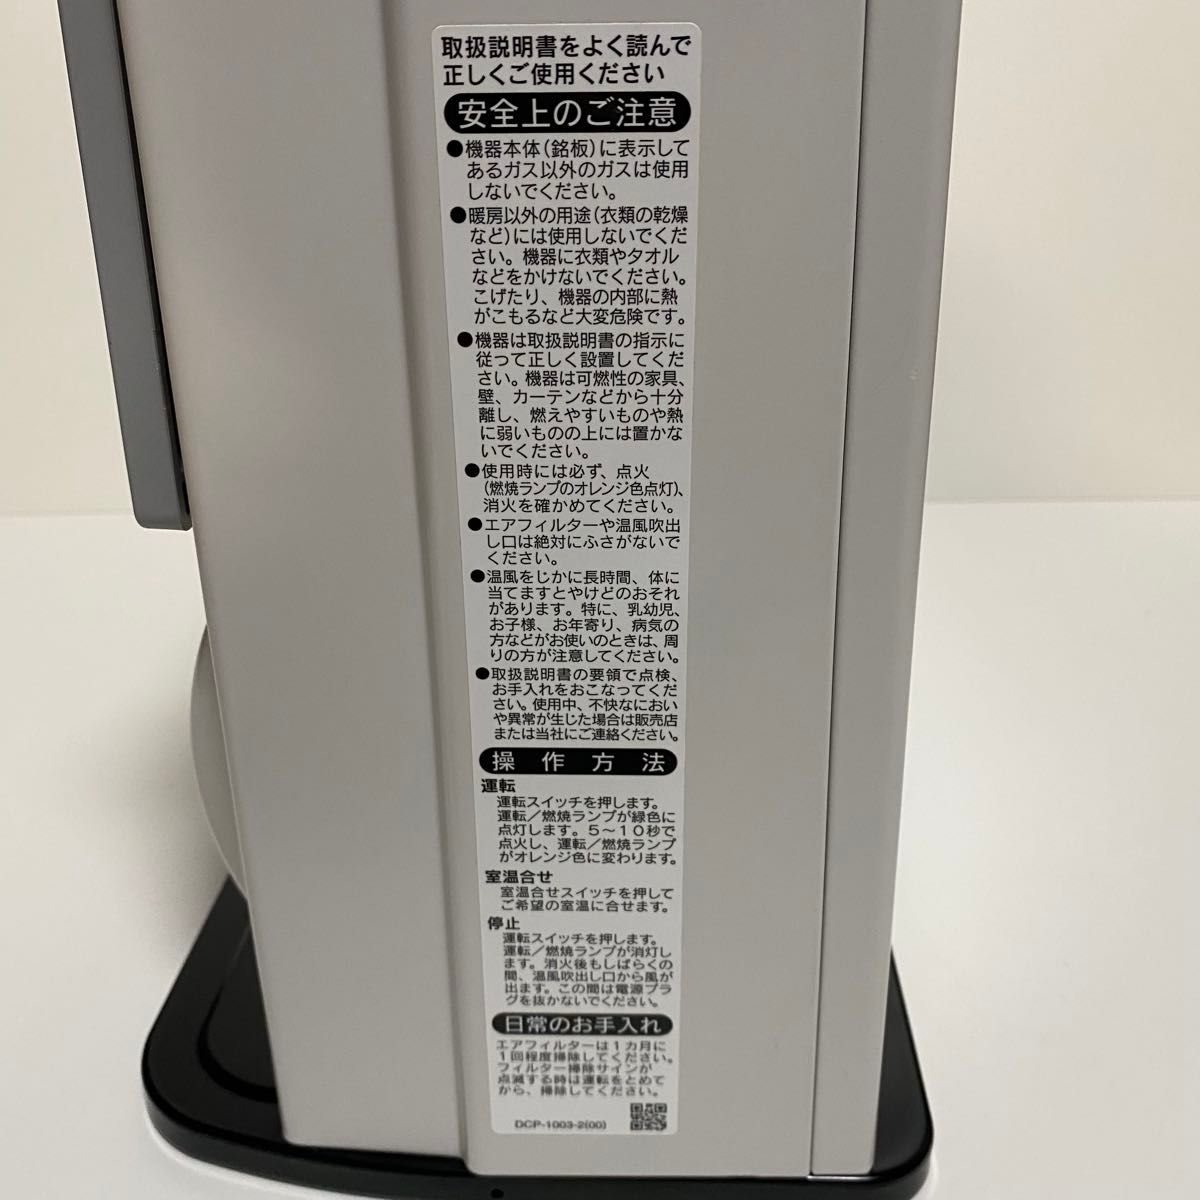 取扱説明書をよく読んで
正しくご使用ください
安全上のご注意
●機器本体(銘板)に表示して
あるガス以外のガスは使用
しないでください。
●暖房以外の用途(衣類の乾燥
など)には使用しないでくだ
さい。機器に衣類やタオル
などをかけないでください。
こげたり、機器の内部に熱
がこもるなど大変危険です。
●機器は取扱説明書の指示に
従って正しく設置してくだ
さい。機器は可燃性の家具、
壁、カーテンなどから十分
離し、燃えやすいものや熱
に弱いものの上には置かな
いでください。
●使用時には必ず、点火
(燃焼ランプのオレンジ色点灯)、
消火を確かめてください。
●エアフィルターや温風吹出
し口は絶対にふさがないで
ください。
●温風をじかに長時間、体に
当てますとやけどのおそれ
があります。特に、乳幼児、
お子様、お年寄り、病気の
方などがお使いのときは、周
りの方が注意してください。
●取扱説明書の要領で点検、
お手入れをおこなってくだ
さい。使用中、不快なにおい
や異常が生じた場合は販売店
または当社にご連絡ください。
操作方法
運転
運転スイッチを押します。
運転/燃焼ランプが緑色に
点灯します。5~10秒で
点火し、運転/燃焼ランプ
がオレンジ色に変わります。
室温合せ
室温合せスイッチを押して
ご希望の室温に合せます。
停止
運転スイッチを押します。
運転/燃焼ランプが消灯し
ます。消火後もしばらくの
間、温風吹出し口から風が
出ます。この間は電源プラ
グを抜かないでください。
日常のお手入れ
エアフィルターは1カ月に
1回程度掃除してください。
フィルター掃除サインが
点滅する時は運転をとめて
から、掃除してください。
DCP-1003-2(00)